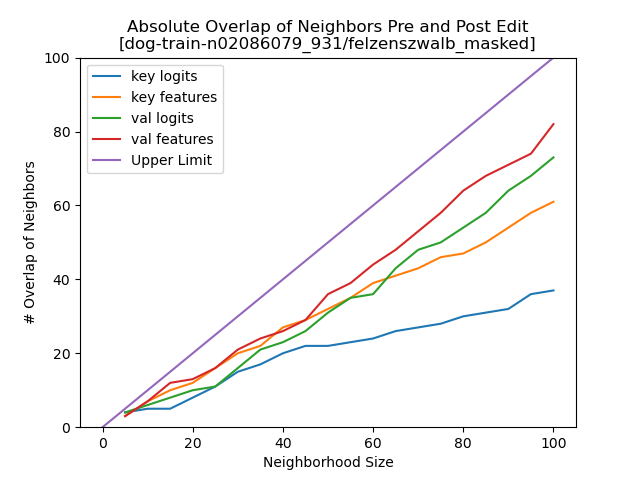 Absolute Overlap of Neighbors Pre and Post Edit
[dog-train-n02086079_931/felzenszwalb_masked]
100
80
60
40
20
0
# Overlap of Neighbors
key logits
key features
val logits
val features
Upper Limit
0 20 40 60 80 100
Neighborhood Size